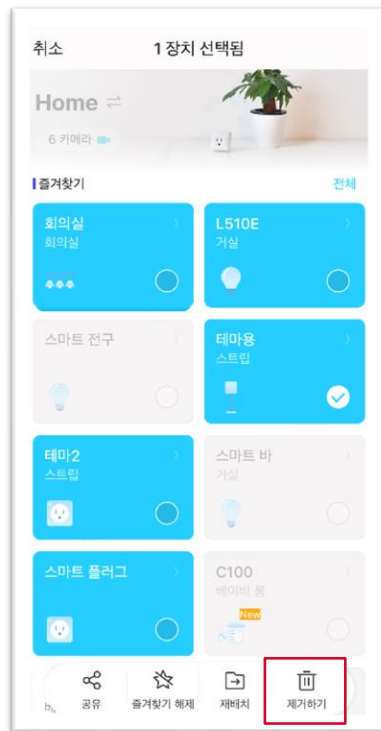 취소 1 장치 선택됨
Home
6 카메라
즐겨찾기 전체
회의실 L510E
회의실 거실
스마트 전구 테마용
스트립
테마2 스마트 바
스트립 거실
스마트 플러그 C100
베이비 룸
New
공유 즐겨찾기 해제 재배치 제거하기